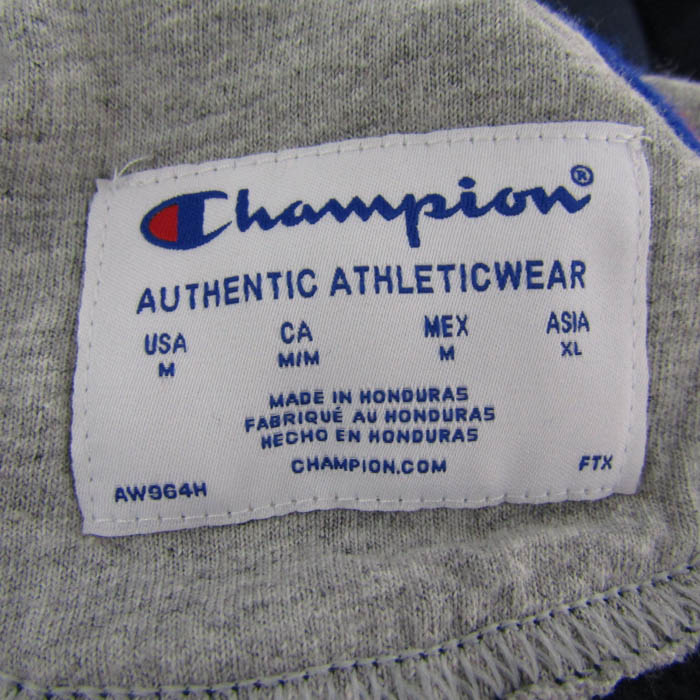 Champion®
AUTHENTIC ATHLETICWEAR
USA CA MEX ASIA
M M/M M XL
MADE IN HONDURAS
FABRIQUÉ AU HONDURAS
HECHO EN HONDURAS
CHAMPION.COM
AW964H FTX